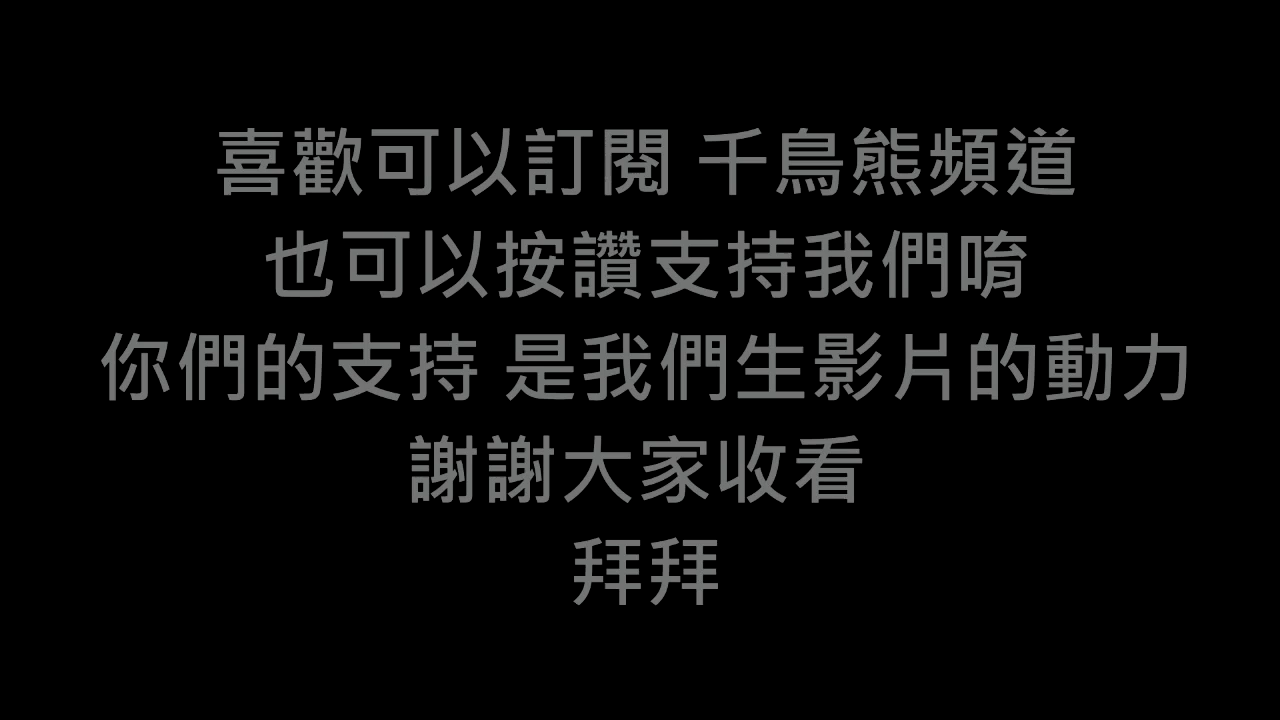 喜歡可以訂閱 千鳥熊頻道
也可以按讚支持我們唷
你們的支持 是我們生影片的動力
謝謝大家收看
拜拜